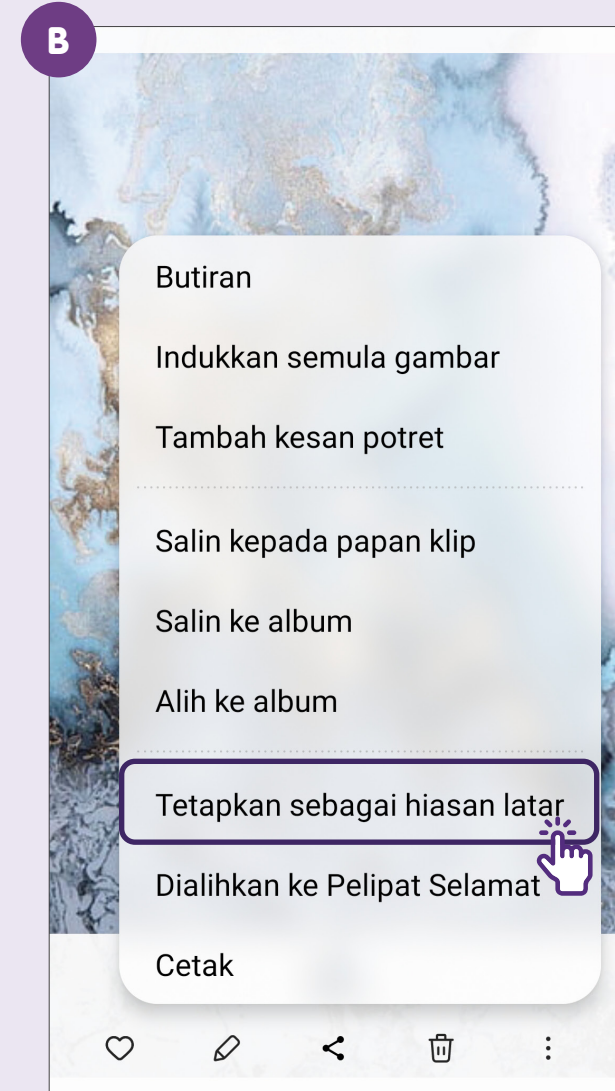 B
Butiran
Indukkan semula gambar
Tambah kesan potret
Salin kepada papan klip
Salin ke album
Alih ke album
Tetapkan sebagai hiasan latar
Dialihkan ke Pelipat Selamat
Cetak